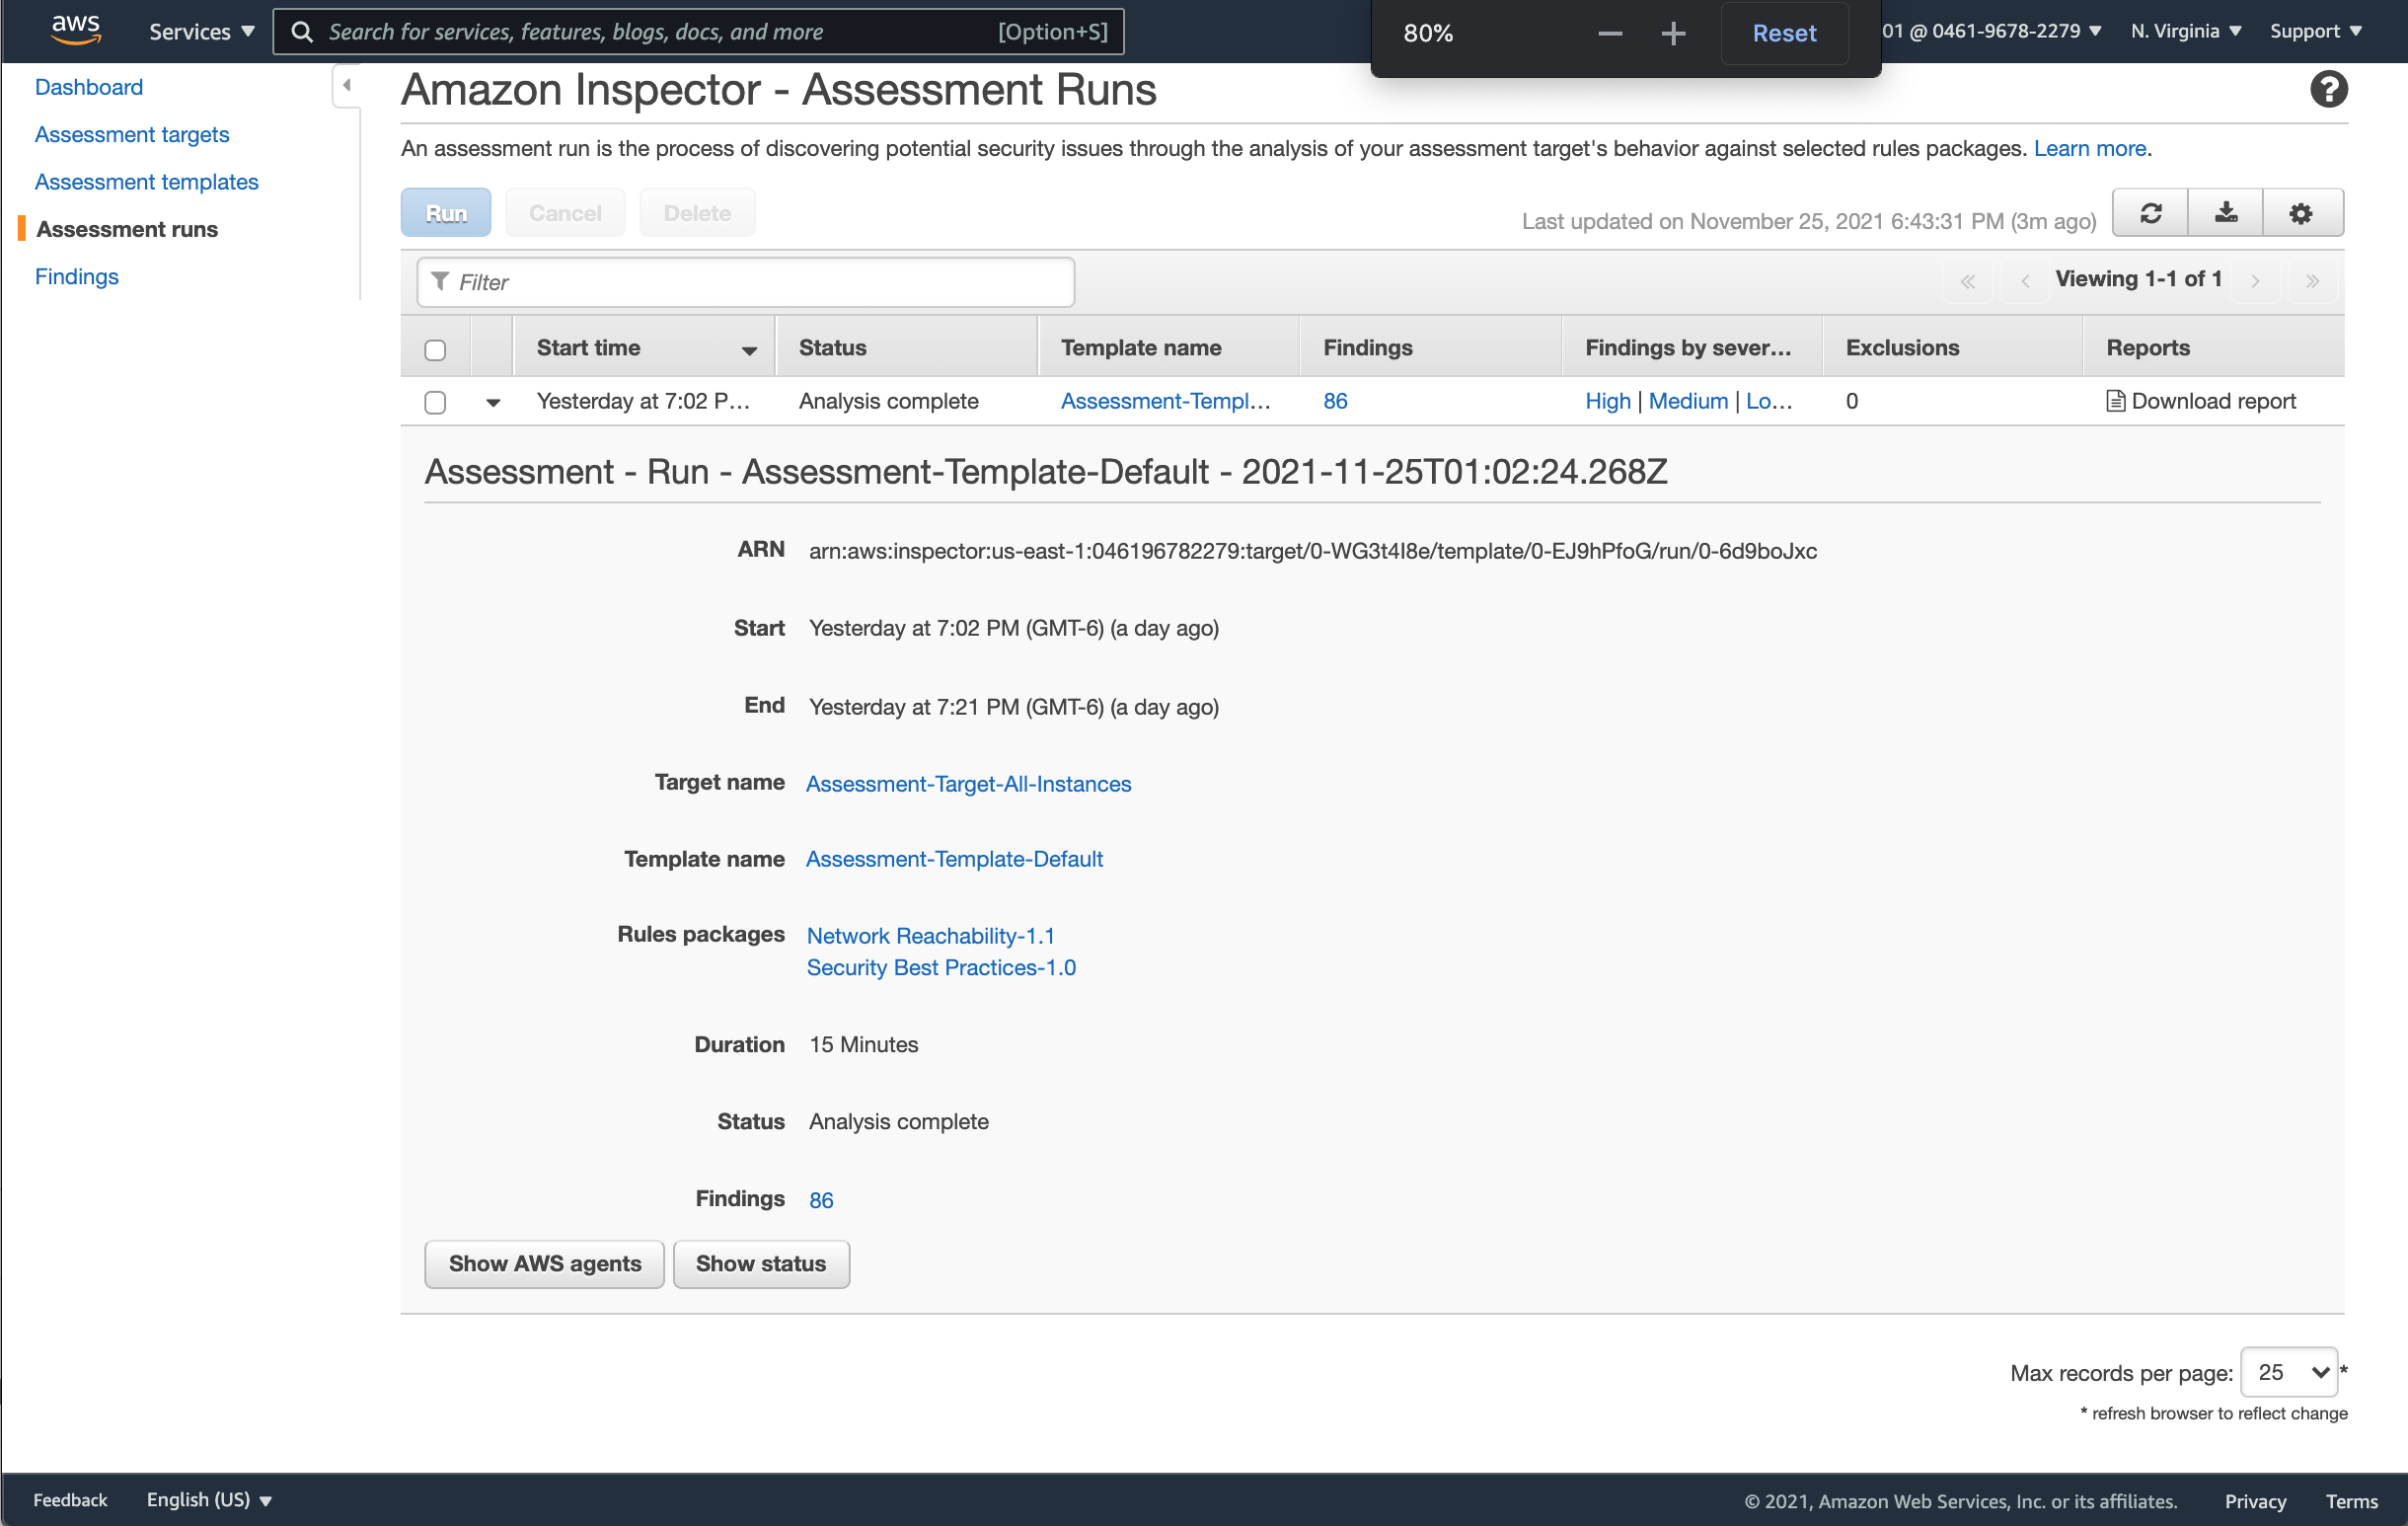 aws Services Search for services, features, blogs, docs, and more [Option+S] 80% Reset 01 @ 0461-9678-2279 N. Virginia Support
Dashboard
Assessment targets
Assessment templates
Assessment runs
Findings
Amazon Inspector - Assessment Runs
An assessment run is the process of discovering potential security issues through the analysis of your assessment target's behavior against selected rules packages. Learn more.
Run Cancel Delete Last updated on November 25, 2021 6:43:31 PM (3m ago)
Filter « ‹ Viewing 1-1 of 1 › »
Start time Status Template name Findings Findings by sever... Exclusions Reports
Yesterday at 7:02 P... Analysis complete Assessment-Templ... 86 High | Medium | Lo... 0 Download report
Assessment - Run - Assessment-Template-Default - 2021-11-25T01:02:24.268Z
ARN arn:aws:inspector:us-east-1:046196782279:target/0-WG3t4I8e/template/0-EJ9hPfoG/run/0-6d9boJxc
Start Yesterday at 7:02 PM (GMT-6) (a day ago)
End Yesterday at 7:21 PM (GMT-6) (a day ago)
Target name Assessment-Target-All-Instances
Template name Assessment-Template-Default
Rules packages Network Reachability-1.1
Security Best Practices-1.0
Duration 15 Minutes
Status Analysis complete
Findings 86
Show AWS agents Show status
Max records per page: 25 *
* refresh browser to reflect change
Feedback English (US) © 2021, Amazon Web Services, Inc. or its affiliates. Privacy Terms